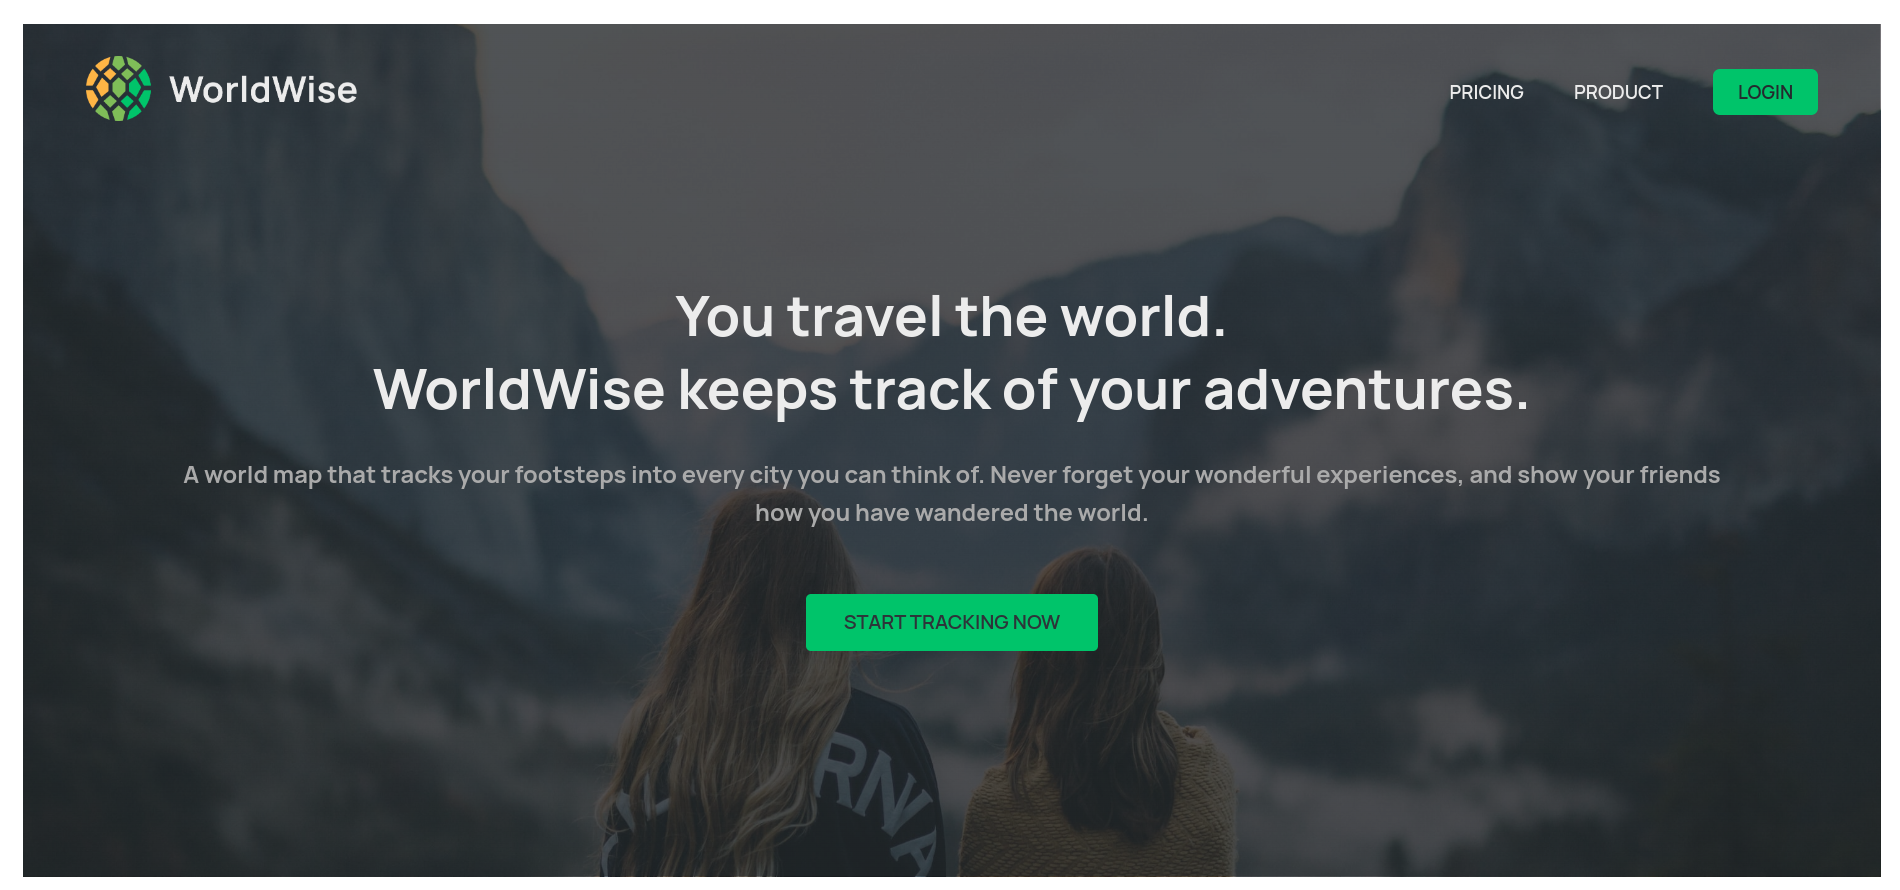 WorldWise
PRICING
PRODUCT
LOGIN
You travel the world.
WorldWise keeps track of your adventures.
A world map that tracks your footsteps into every city you can think of. Never forget your wonderful experiences, and show your friends
how you have wandered the world.
START TRACKING NOW